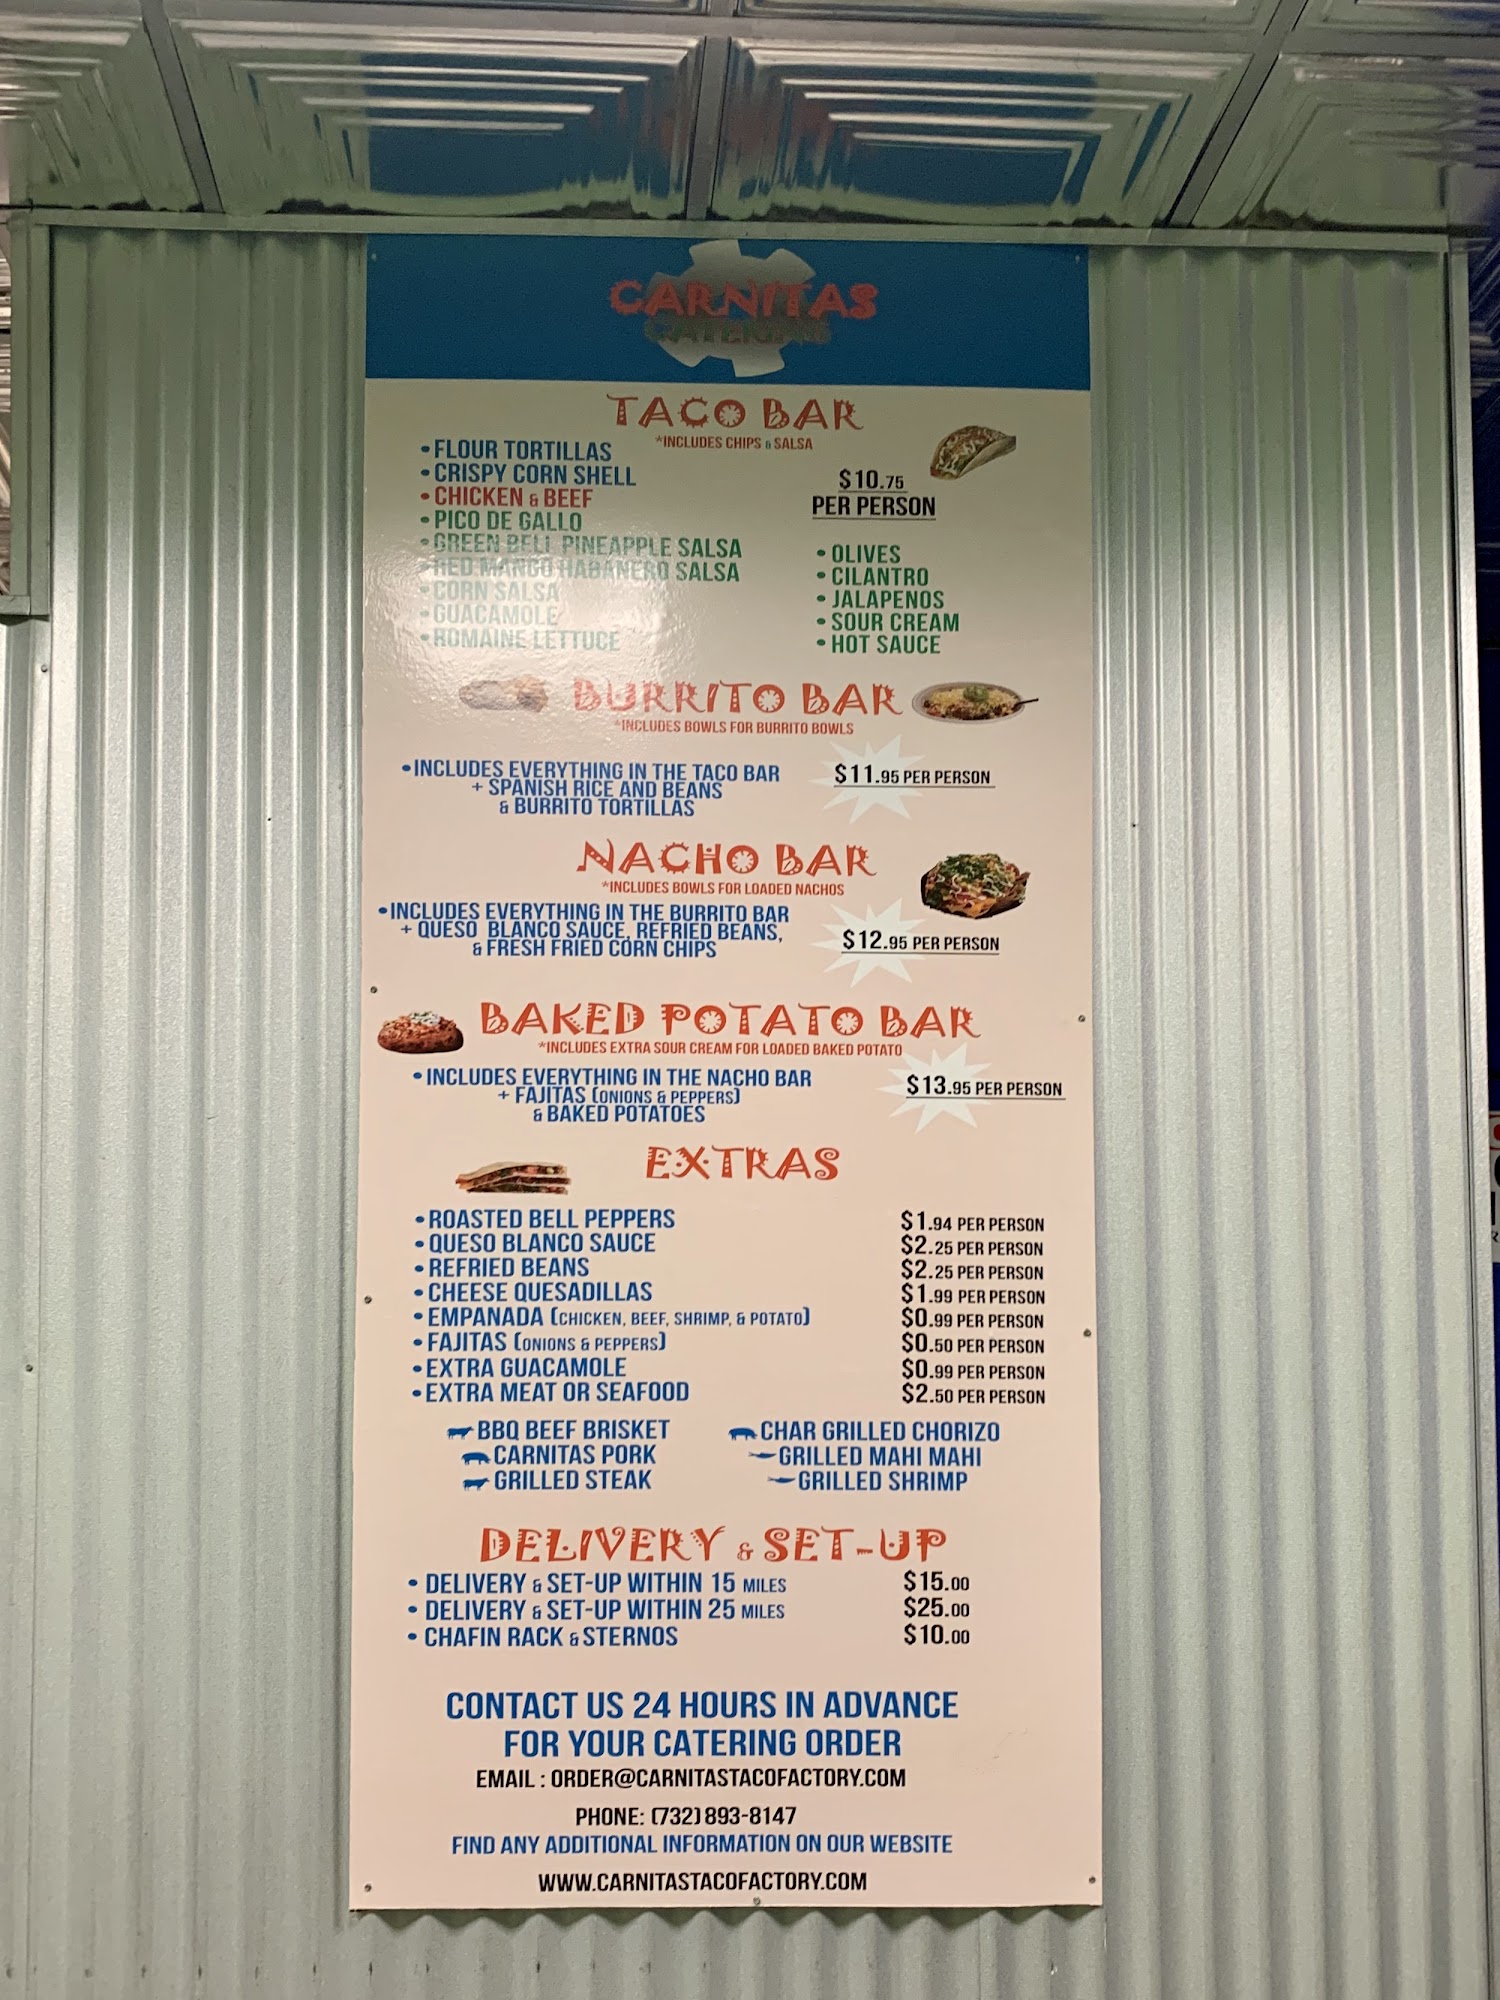 CARNITAS
CATERING
TACO BAR
*INCLUDES CHIPS & SALSA
• FLOUR TORTILLAS
• CRISPY CORN SHELL
• CHICKEN & BEEF
• PICO DE GALLO
• GREEN BELL PINEAPPLE SALSA
• RED MANGO HABANERO SALSA
• CORN SALSA
• GUACAMOLE
• ROMAINE LETTUCE
$10.75
PER PERSON
• OLIVES
• CILANTRO
• JALAPENOS
• SOUR CREAM
• HOT SAUCE
BURRITO BAR
*INCLUDES BOWLS FOR BURRITO BOWLS
• INCLUDES EVERYTHING IN THE TACO BAR
+ SPANISH RICE AND BEANS
& BURRITO TORTILLAS
$11.95 PER PERSON
NACHO BAR
*INCLUDES BOWLS FOR LOADED NACHOS
• INCLUDES EVERYTHING IN THE BURRITO BAR
+ QUESO BLANCO SAUCE, REFRIED BEANS,
& FRESH FRIED CORN CHIPS
$12.95 PER PERSON
BAKED POTATO BAR
*INCLUDES EXTRA SOUR CREAM FOR LOADED BAKED POTATO
• INCLUDES EVERYTHING IN THE NACHO BAR
+ FAJITAS (ONIONS & PEPPERS)
& BAKED POTATOES
$13.95 PER PERSON
EXTRAS
• ROASTED BELL PEPPERS $1.94 PER PERSON
• QUESO BLANCO SAUCE $2.25 PER PERSON
• REFRIED BEANS $2.25 PER PERSON
• CHEESE QUESADILLAS $1.99 PER PERSON
• EMPANADA (CHICKEN, BEEF, SHRIMP, & POTATO) $0.99 PER PERSON
• FAJITAS (ONIONS & PEPPERS) $0.50 PER PERSON
• EXTRA GUACAMOLE $0.99 PER PERSON
• EXTRA MEAT OR SEAFOOD $2.50 PER PERSON
BBQ BEEF BRISKET
CARNITAS PORK
GRILLED STEAK
CHAR GRILLED CHORIZO
GRILLED MAHI MAHI
GRILLED SHRIMP
DELIVERY & SET-UP
• DELIVERY & SET-UP WITHIN 15 MILES $15.00
• DELIVERY & SET-UP WITHIN 25 MILES $25.00
• CHAFIN RACK & STERNOS $10.00
CONTACT US 24 HOURS IN ADVANCE
FOR YOUR CATERING ORDER
EMAIL : ORDER@CARNITASTACOFACTORY.COM
PHONE: (732) 893-8147
FIND ANY ADDITIONAL INFORMATION ON OUR WEBSITE
WWW.CARNITASTACOFACTORY.COM